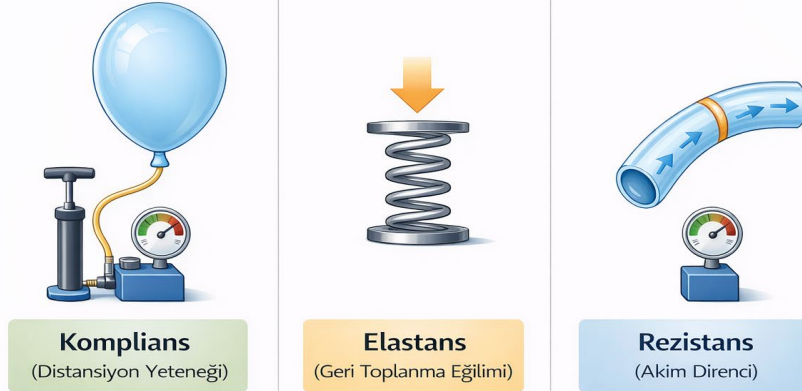 Komplians
(Distansiyon Yeteneği)
Elastans
(Geri Toplanma Eğilimi)
Rezistans
(Akim Direnci)